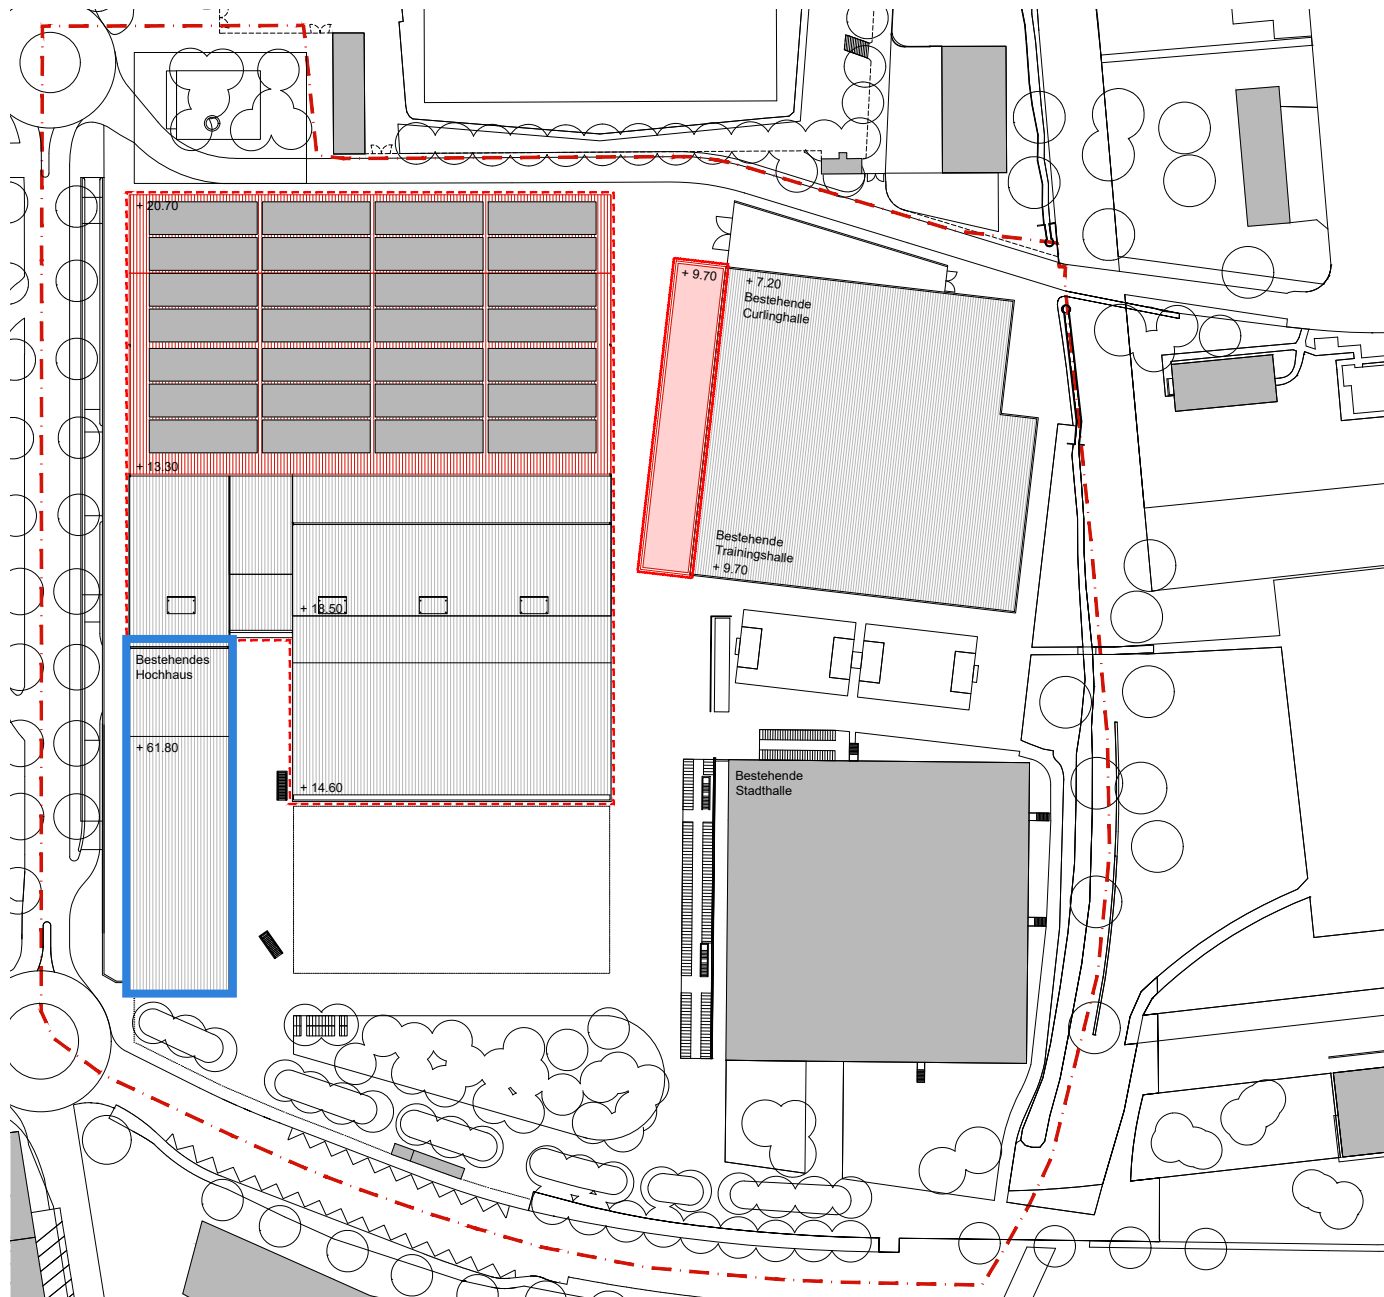 + 20.70
+ 9.70
+ 7.20
Bestehende
Curlinghalle
+ 13.30
Bestehende
Trainingshalle
+ 9.70
+ 18.50
Bestehendes
Hochhaus
+ 61.80
+ 14.60
Bestehende
Stadthalle